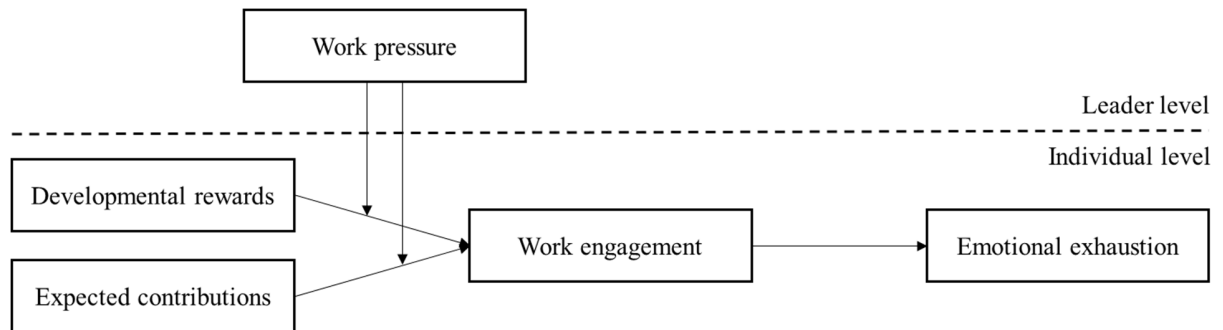 Work pressure
Leader level
Individual level
Developmental rewards
Work engagement
Emotional exhaustion
Expected contributions